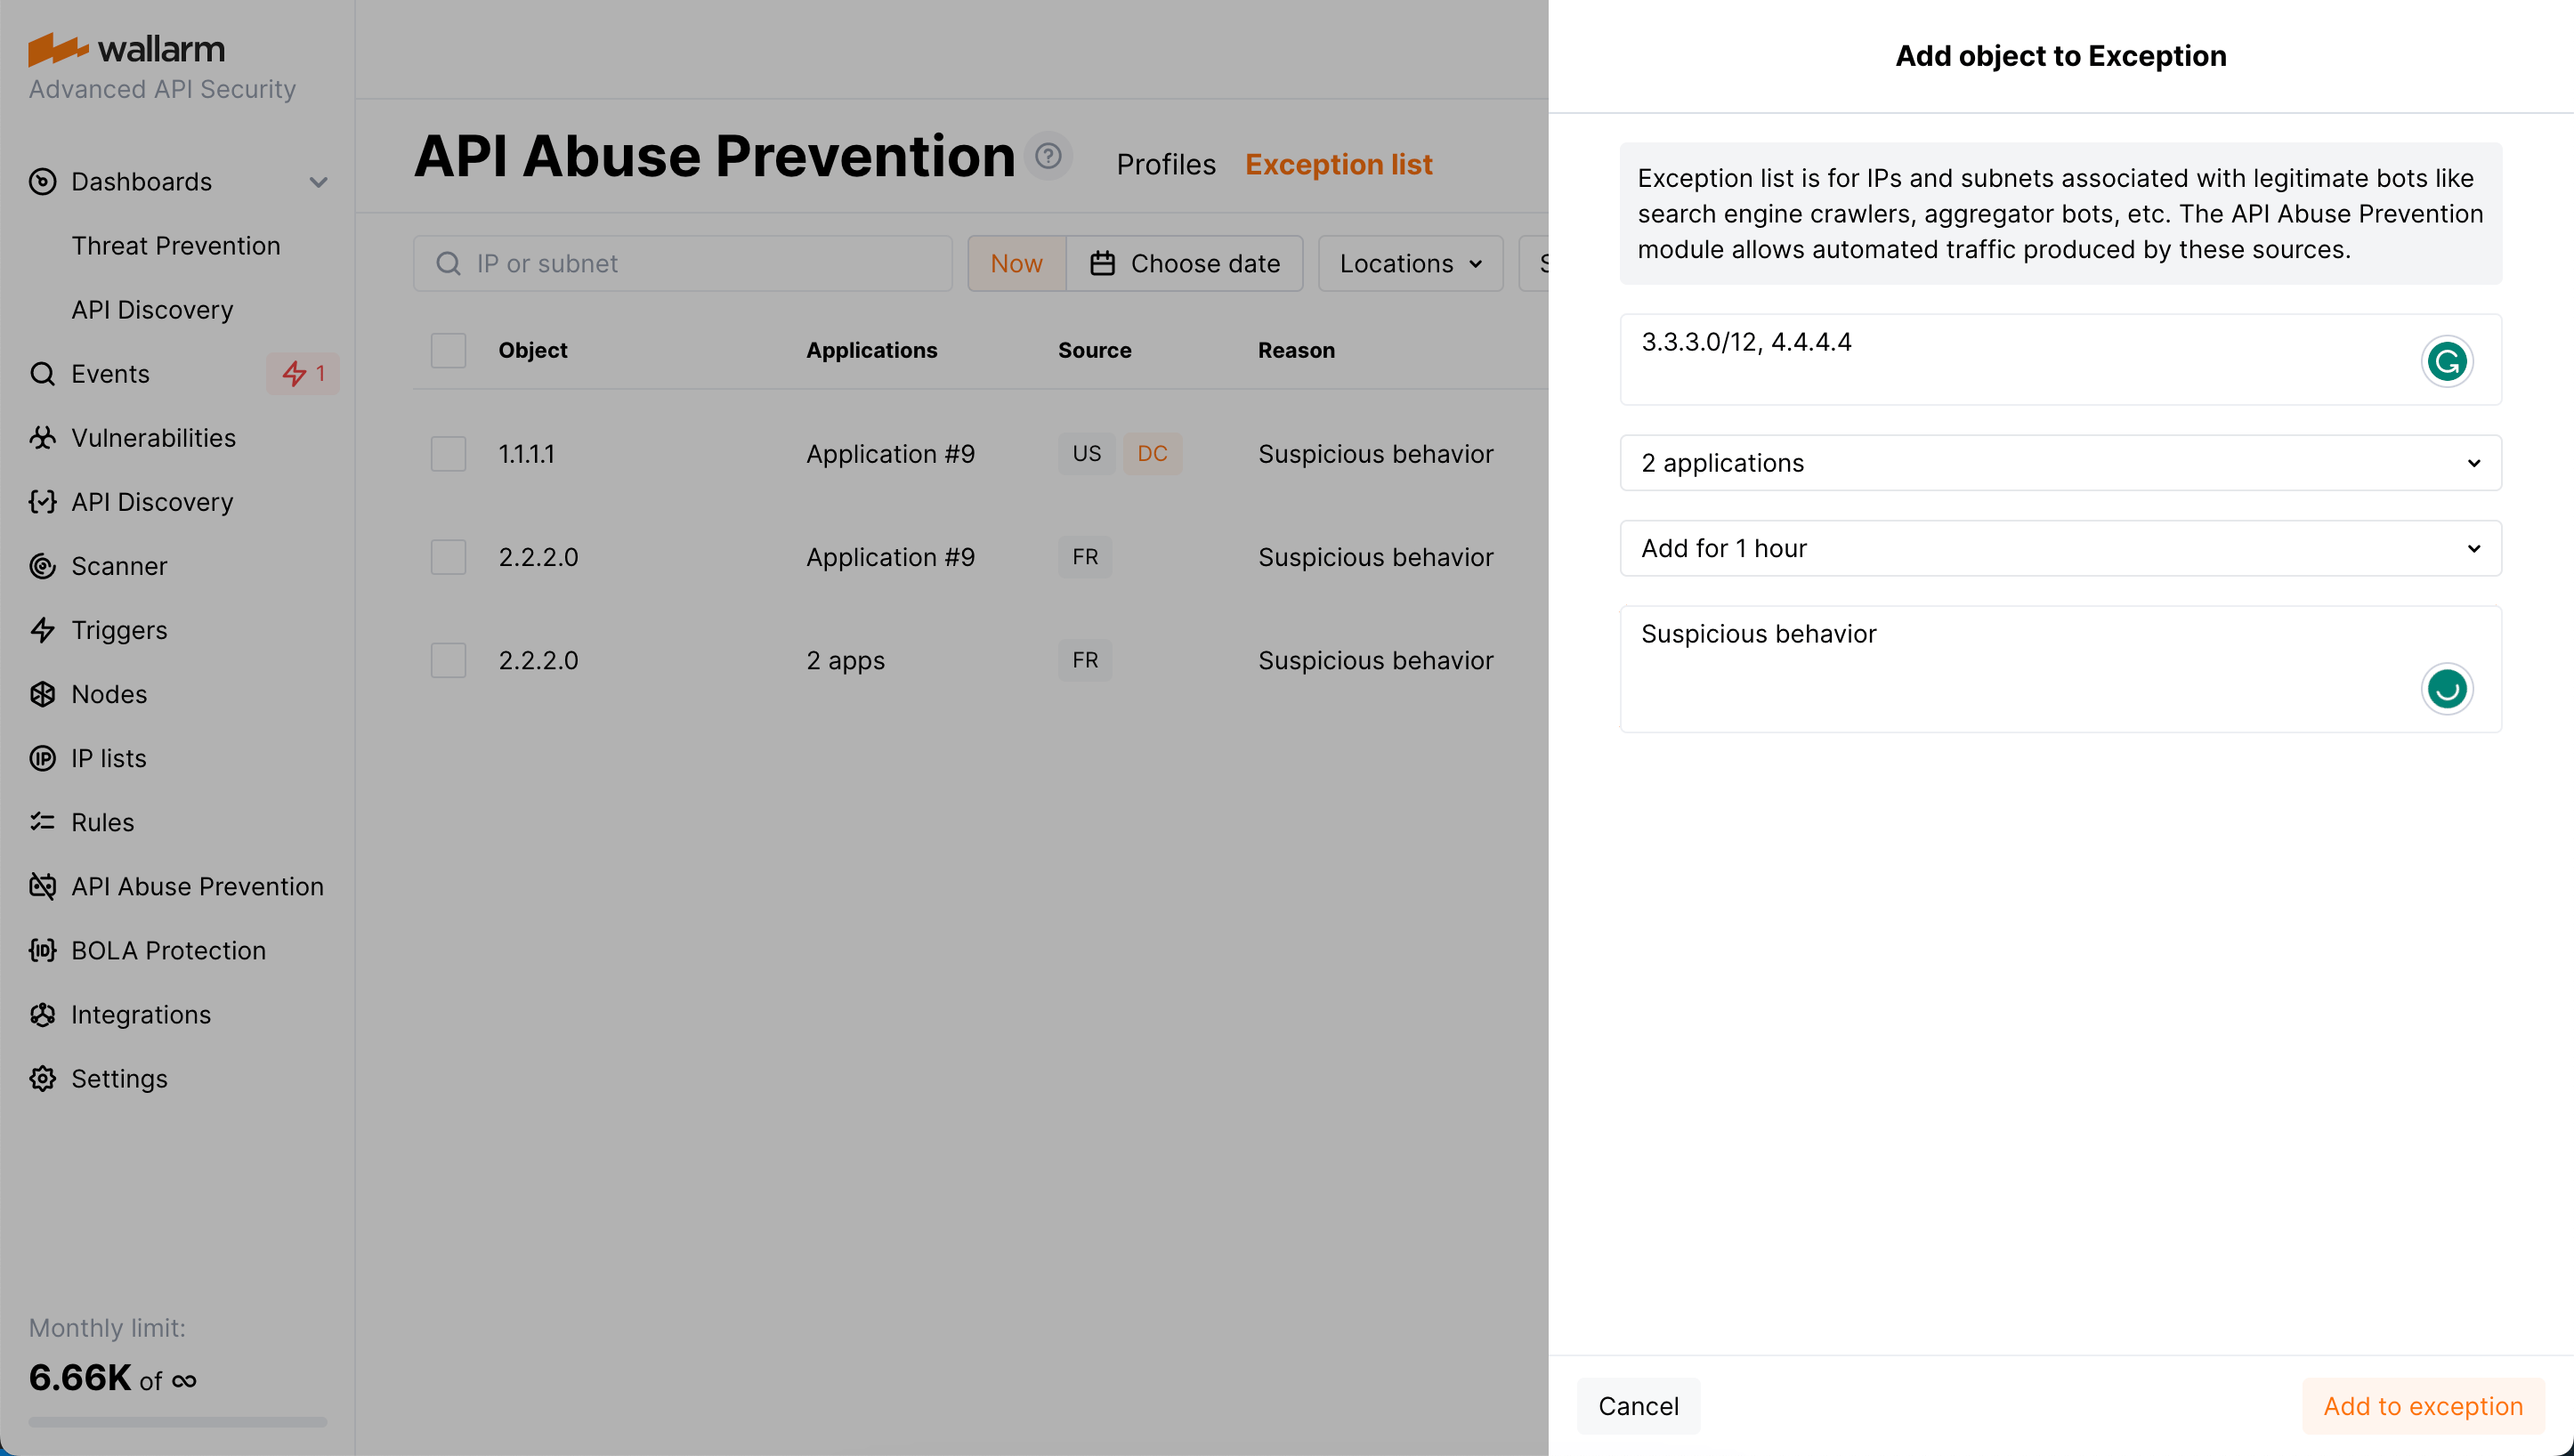 wallarm
Advanced API Security
Dashboards
Threat Prevention
API Discovery
Events 1
Vulnerabilities
API Discovery
Scanner
Triggers
Nodes
IP lists
Rules
API Abuse Prevention
BOLA Protection
Integrations
Settings
Monthly limit:
6.66K of ∞
API Abuse Prevention ? Profiles Exception list
IP or subnet Now Choose date Locations
Object Applications Source Reason
1.1.1.1 Application #9 US DC Suspicious behavior
2.2.2.0 Application #9 FR Suspicious behavior
2.2.2.0 2 apps FR Suspicious behavior
Add object to Exception
Exception list is for IPs and subnets associated with legitimate bots like
search engine crawlers, aggregator bots, etc. The API Abuse Prevention
module allows automated traffic produced by these sources.
3.3.3.0/12, 4.4.4.4
2 applications
Add for 1 hour
Suspicious behavior
Cancel Add to exception